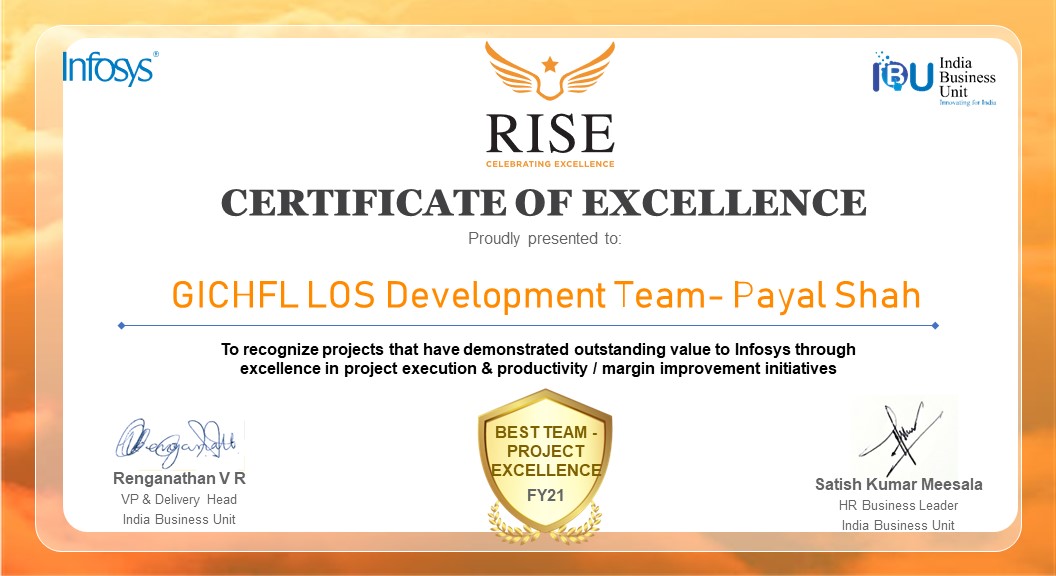 Infosys®
IBU India
Business
Unit
Innovating for India
RISE
CELEBRATING EXCELLENCE
CERTIFICATE OF EXCELLENCE
Proudly presented to:
GICHFL LOS Development Team- Payal Shah
To recognize projects that have demonstrated outstanding value to Infosys through
excellence in project execution & productivity / margin improvement initiatives
BEST TEAM -
PROJECT
EXCELLENCE
FY21
Renganathan V R
VP & Delivery Head
India Business Unit
Satish Kumar Meesala
HR Business Leader
India Business Unit